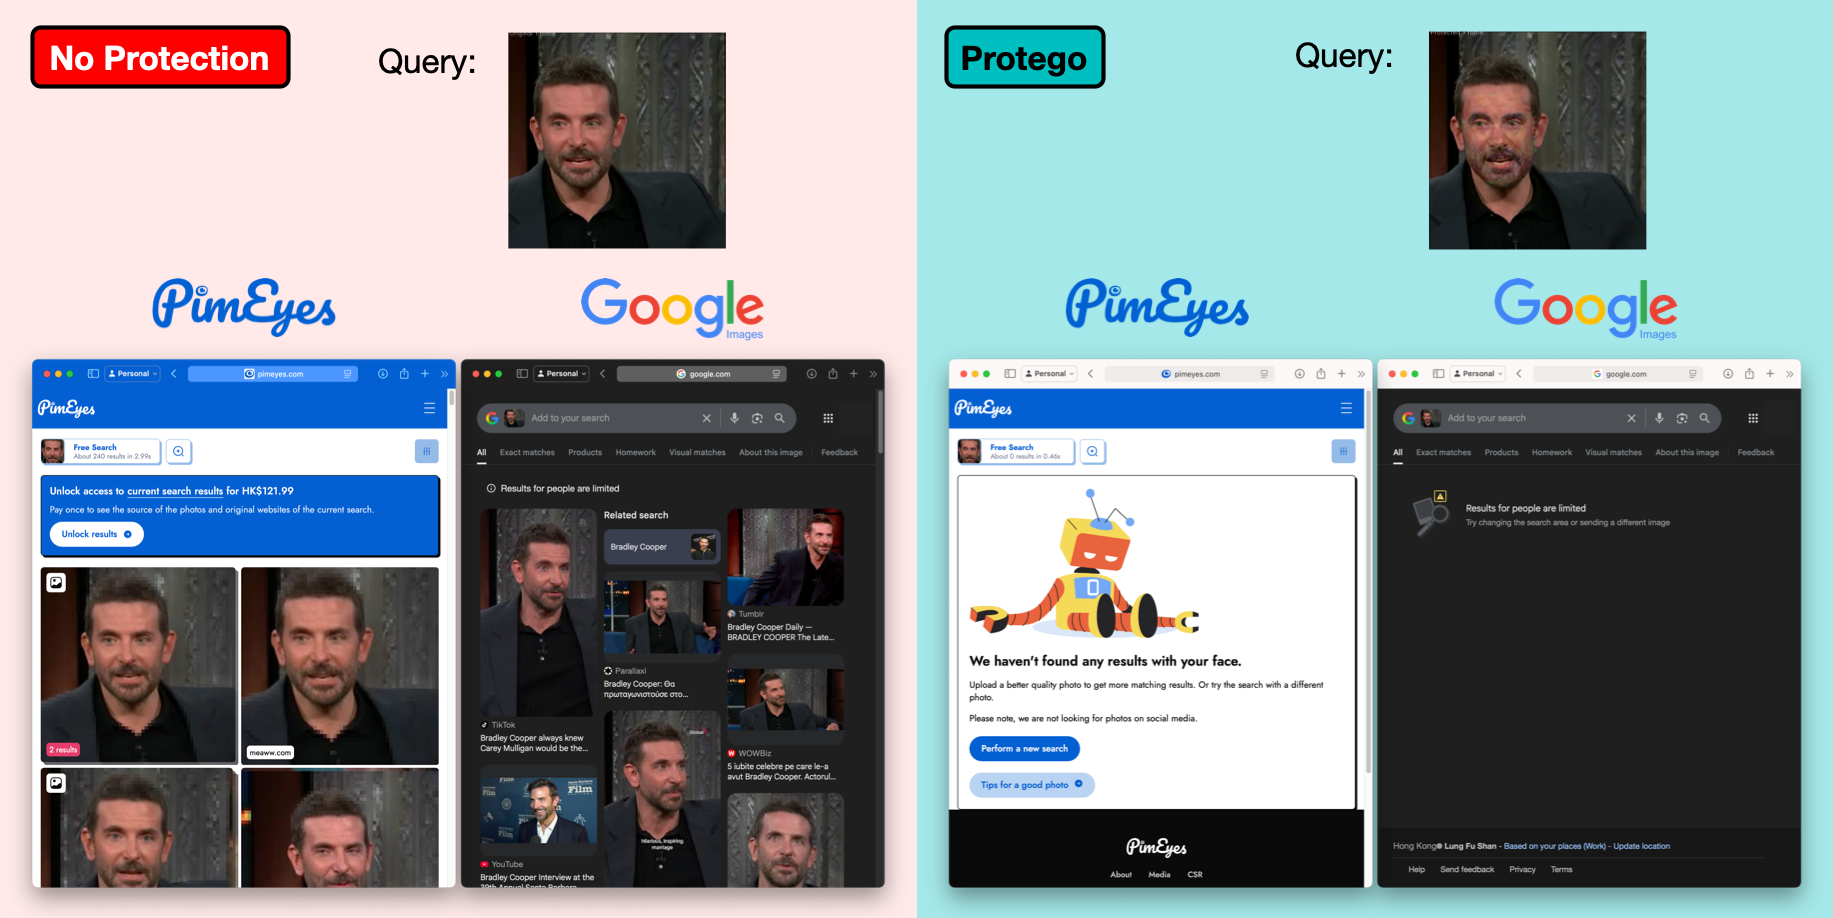 No Protection
Query:
PimEyes
Google
Images
Personal
pimeyes.com
PimEyes
Free Search
About 240 results in 2.99s
Unlock access to current search results for HK$121.99
Pay once to see the source of the photos and original websites of the current search.
Unlock results
2 results
meaww.com
Personal
google.com
Add to your search
All Exact matches Products Homework Visual matches About this image Feedback
Results for people are limited
TikTok
Bradley Cooper always knew
Carey Mulligan would be the...
Film
Film
YouTube
Bradley Cooper Interview at the
39th Annual Santa Barbara
Related search
Bradley Cooper
Parallaxi
Bradley Cooper: Θα
πρωταγωνιστούσε στο...
Global
hilarious, inspiring
marriage
Tumblr
Bradley Cooper Daily —
BRADLEY COOPER The Late...
WOWBiz
5 iubite celebre pe care le-a
avut Bradley Cooper. Actorul...
Protego
Query:
PimEyes
Google
Images
Personal
pimeyes.com
PimEyes
Free Search
About 0 results in 0.46s
We haven't found any results with your face.
Upload a better quality photo to get more matching results. Or try the search with a different
photo.
Please note, we are not looking for photos on social media.
Perform a new search
Tips for a good photo
PimEyes
About Media CSR
Personal
google.com
Add to your search
All Exact matches Products Homework Visual matches About this image Feedback
Results for people are limited
Try changing the search area or sending a different image
Hong Kong Lung Fu Shan - Based on your places (Work) - Update location
Help Send feedback Privacy Terms